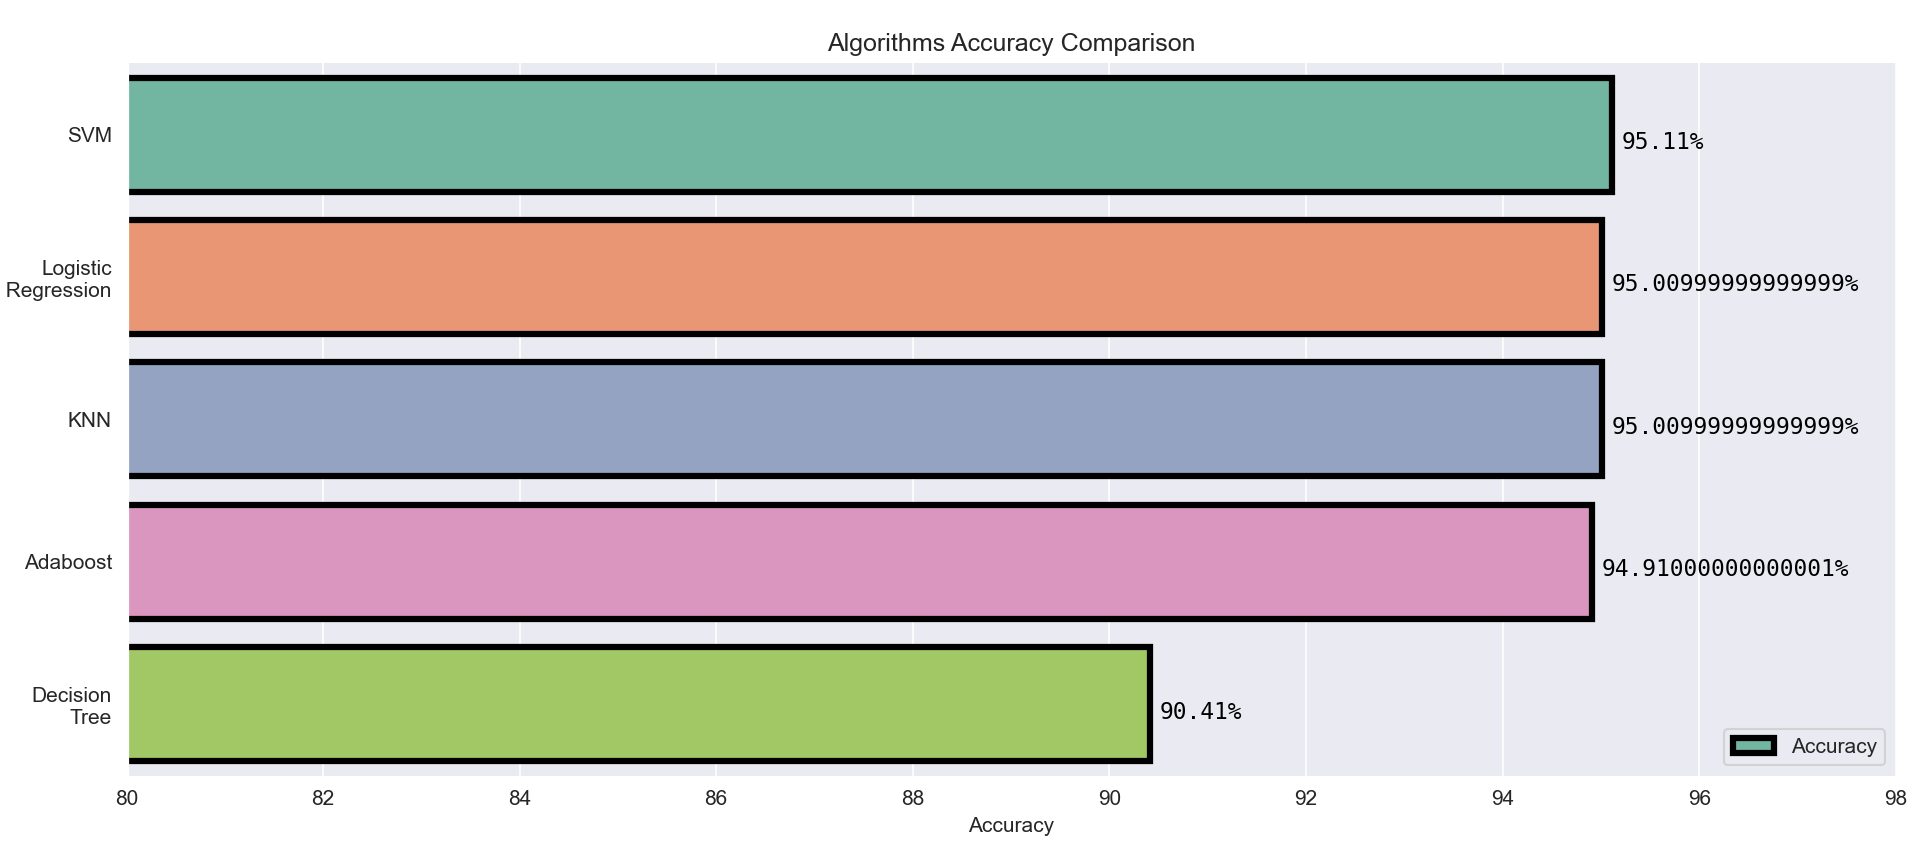 Algorithms Accuracy Comparison
SVM
95.11%
Logistic
Regression
95.00999999999999%
KNN
95.00999999999999%
Adaboost
94.91000000000001%
Decision
Tree
90.41%
Accuracy
80 82 84 86 88 90 92 94 96 98
Accuracy